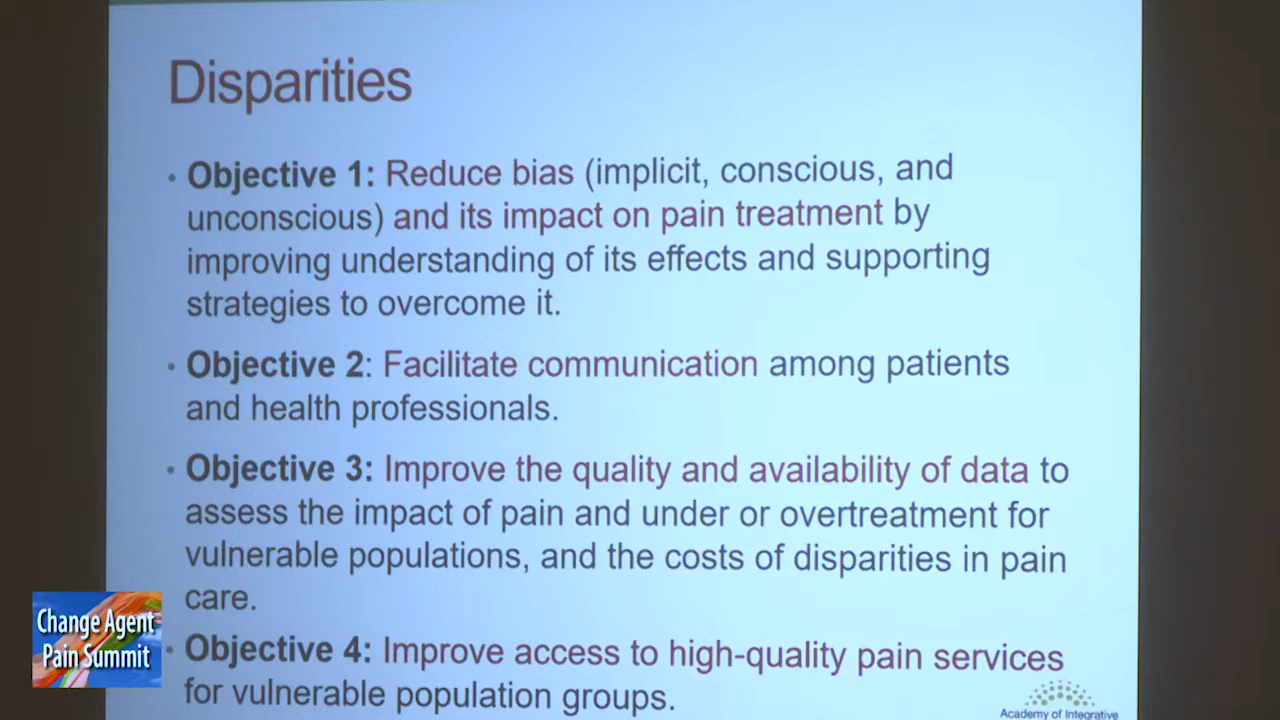 Disparities
• Objective 1: Reduce bias (implicit, conscious, and
unconscious) and its impact on pain treatment by
improving understanding of its effects and supporting
strategies to overcome it.
• Objective 2: Facilitate communication among patients
and health professionals.
• Objective 3: Improve the quality and availability of data to
assess the impact of pain and under or overtreatment for
vulnerable populations, and the costs of disparities in pain
care.
• Objective 4: Improve access to high-quality pain services
for vulnerable population groups.
Change Agent
Pain Summit
Academy of Integrative